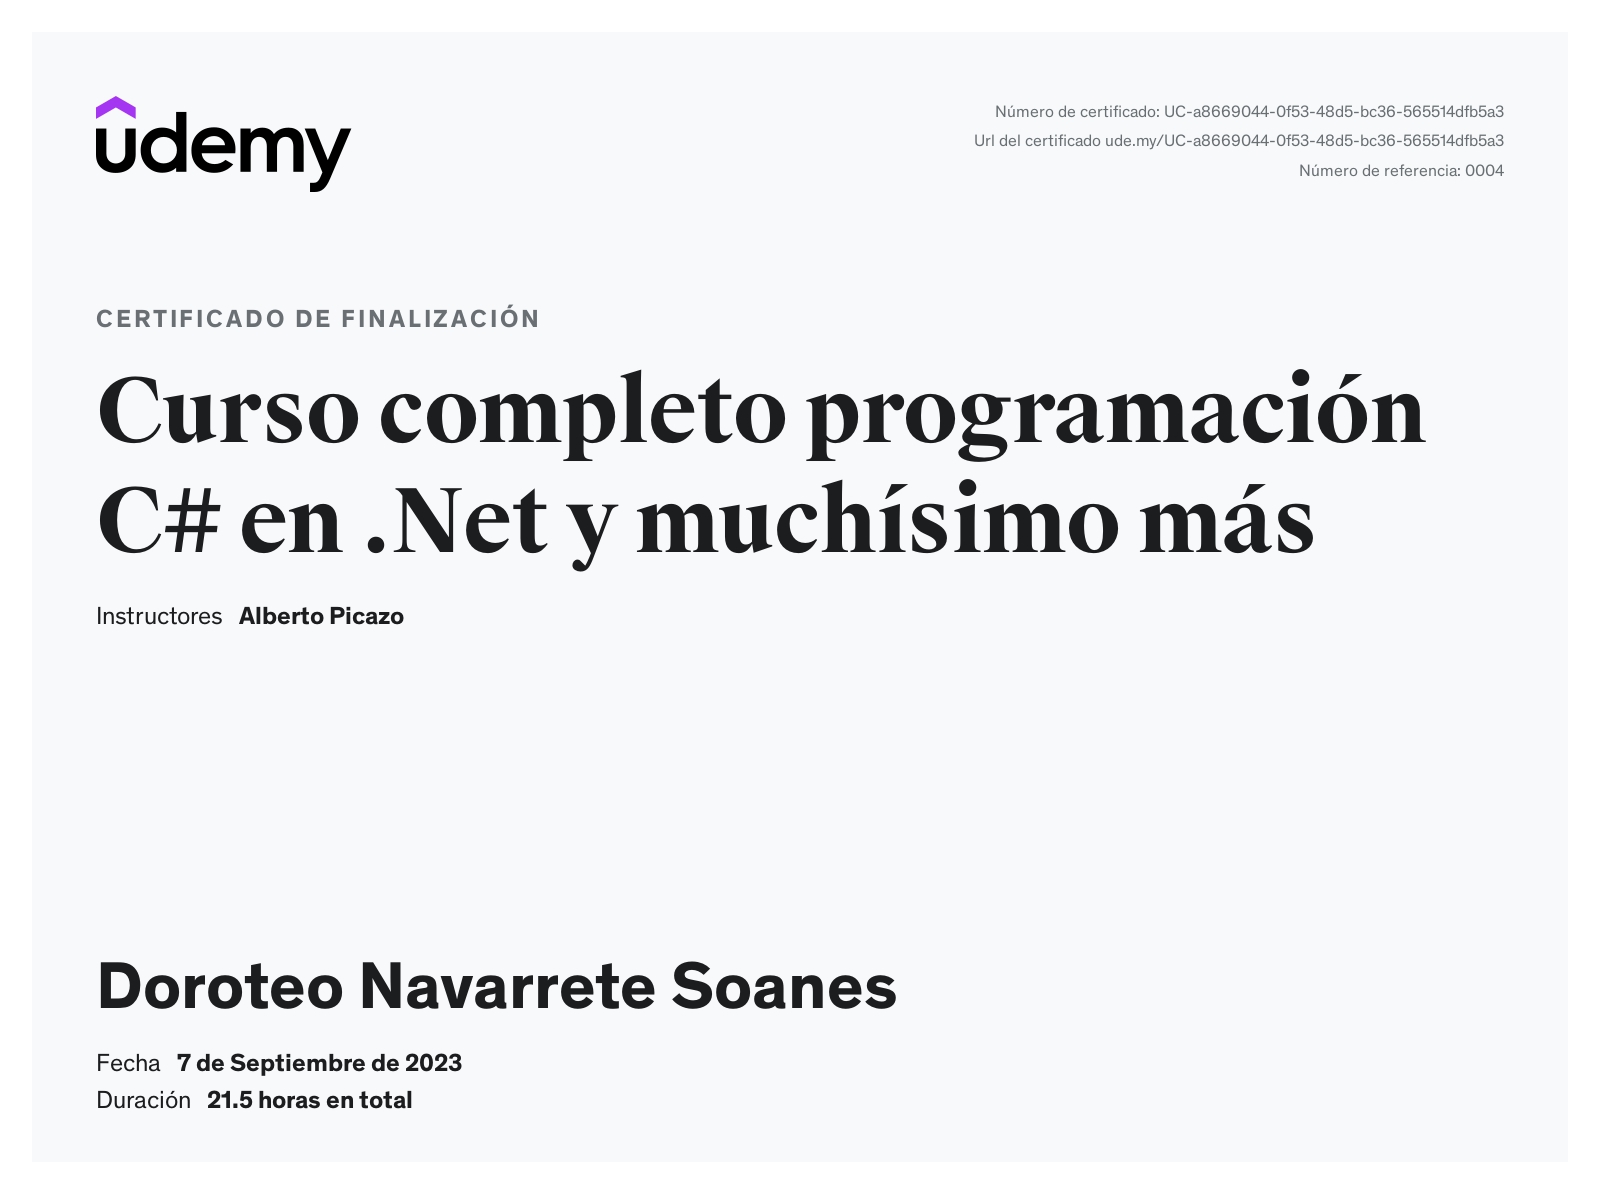 udemy
Número de certificado: UC-a8669044-0f53-48d5-bc36-565514dfb5a3
Url del certificado ude.my/UC-a8669044-0f53-48d5-bc36-565514dfb5a3
Número de referencia: 0004
CERTIFICADO DE FINALIZACIÓN
Curso completo programación
C# en .Net y muchísimo más
Instructores Alberto Picazo
Doroteo Navarrete Soanes
Fecha 7 de Septiembre de 2023
Duración 21.5 horas en total